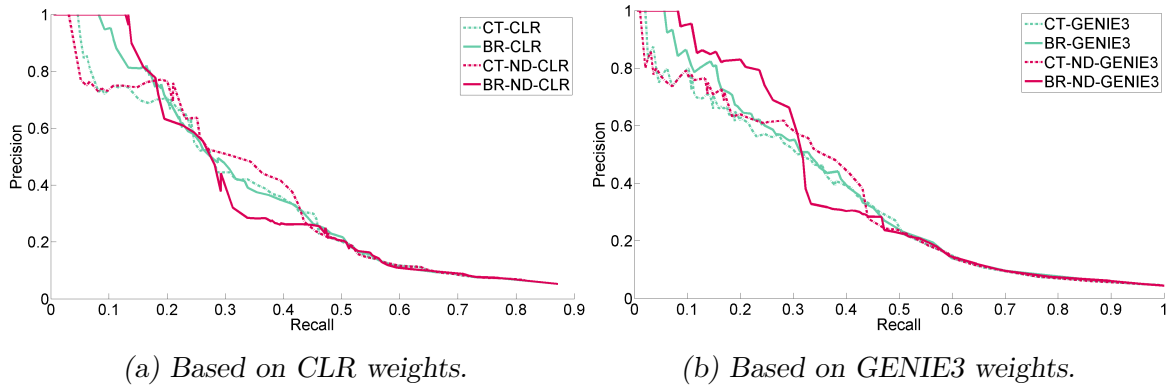 CT-CLR
BR-CLR
CT-ND-CLR
BR-ND-CLR
Precision
1
0.8
0.6
0.4
0.2
0
0 0.1 0.2 0.3 0.4 0.5 0.6 0.7 0.8 0.9
Recall
(a) Based on CLR weights.
CT-GENIE3
BR-GENIE3
CT-ND-GENIE3
BR-ND-GENIE3
Precision
1
0.8
0.6
0.4
0.2
0
0 0.1 0.2 0.3 0.4 0.5 0.6 0.7 0.8 0.9 1
Recall
(b) Based on GENIE3 weights.